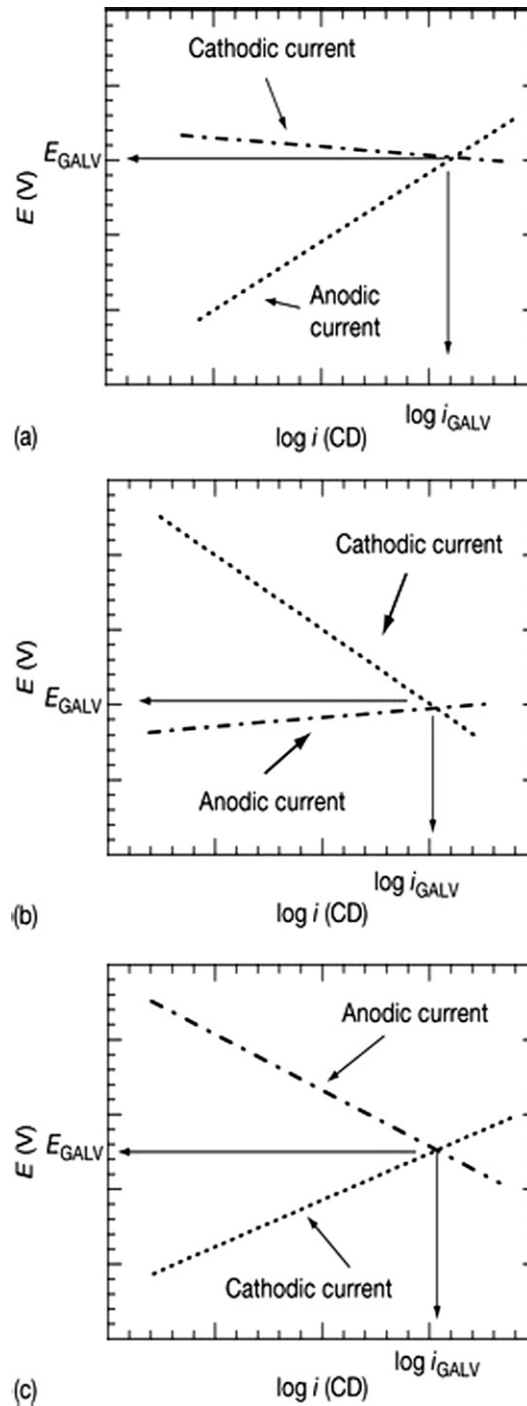 Cathodic current
E_GALV
E (V)
Anodic
current
log i_GALV
(a)
log i (CD)
Cathodic current
E (V)
E_GALV
Anodic current
log i_GALV
(b)
log i (CD)
Anodic current
E (V)
E_GALV
Cathodic current
log i_GALV
(c)
log i (CD)